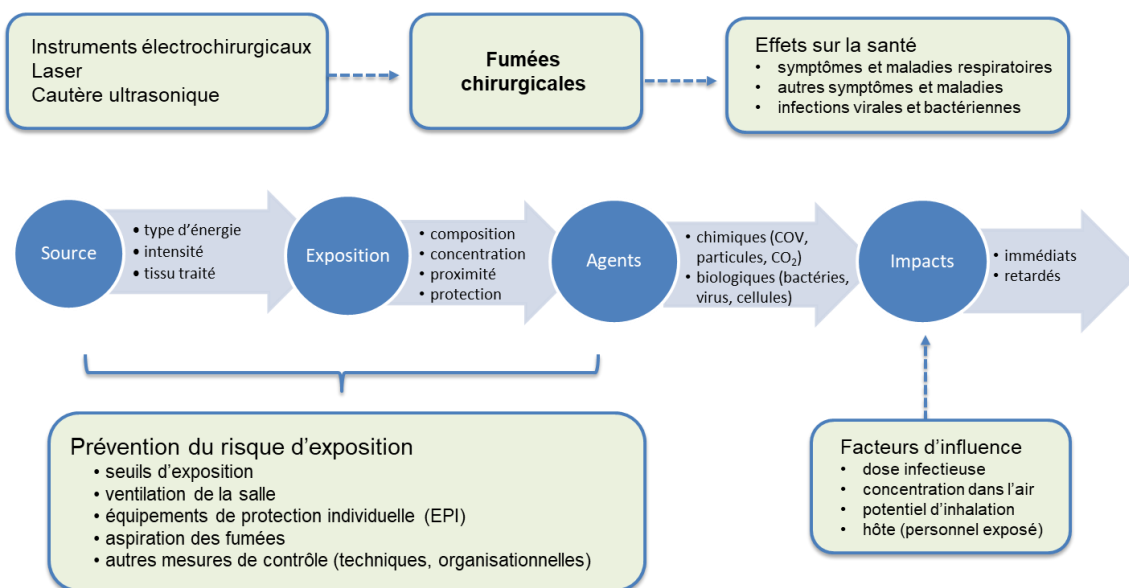 Instruments électrochirurgicaux
Laser
Cautère ultrasonique
Fumées
chirurgicales
Effets sur la santé
• symptômes et maladies respiratoires
• autres symptômes et maladies
• infections virales et bactériennes
Source
• type d'énergie
• intensité
• tissu traité
Exposition
• composition
• concentration
• proximité
• protection
Agents
• chimiques (COV,
particules, CO₂)
• biologiques (bactéries,
virus, cellules)
Impacts
• immédiats
• retardés
Prévention du risque d'exposition
• seuils d'exposition
• ventilation de la salle
• équipements de protection individuelle (EPI)
• aspiration des fumées
• autres mesures de contrôle (techniques, organisationnelles)
Facteurs d'influence
• dose infectieuse
• concentration dans l'air
• potentiel d'inhalation
• hôte (personnel exposé)